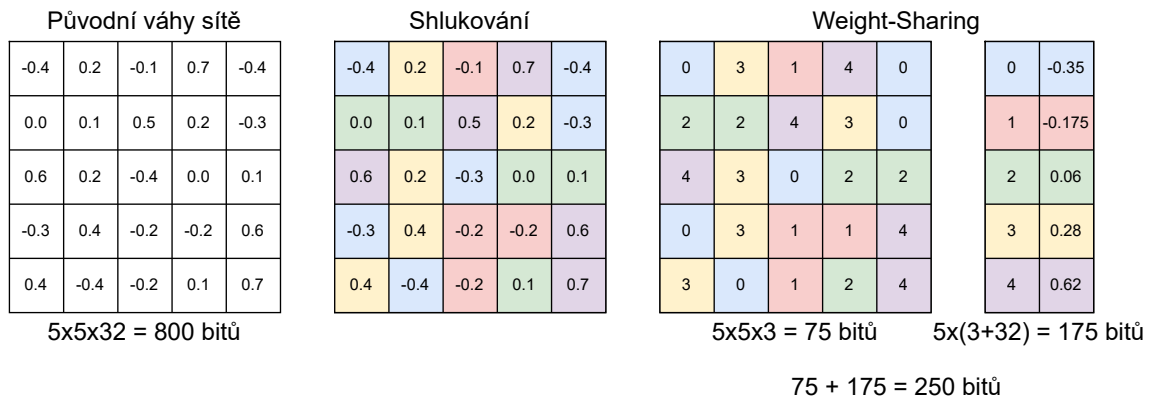 Původní váhy sítě
-0.4 0.2 -0.1 0.7 -0.4
0.0 0.1 0.5 0.2 -0.3
0.6 0.2 -0.4 0.0 0.1
-0.3 0.4 -0.2 -0.2 0.6
0.4 -0.4 -0.2 0.1 0.7
5x5x32 = 800 bitů
Shlukování
-0.4 0.2 -0.1 0.7 -0.4
0.0 0.1 0.5 0.2 -0.3
0.6 0.2 -0.3 0.0 0.1
-0.3 0.4 -0.2 -0.2 0.6
0.4 -0.4 -0.2 0.1 0.7
Weight-Sharing
0 3 1 4 0
2 2 4 3 0
4 3 0 2 2
0 3 1 1 4
3 0 1 2 4
5x5x3 = 75 bitů
0 -0.35
1 -0.175
2 0.06
3 0.28
4 0.62
5x(3+32) = 175 bitů
75 + 175 = 250 bitů